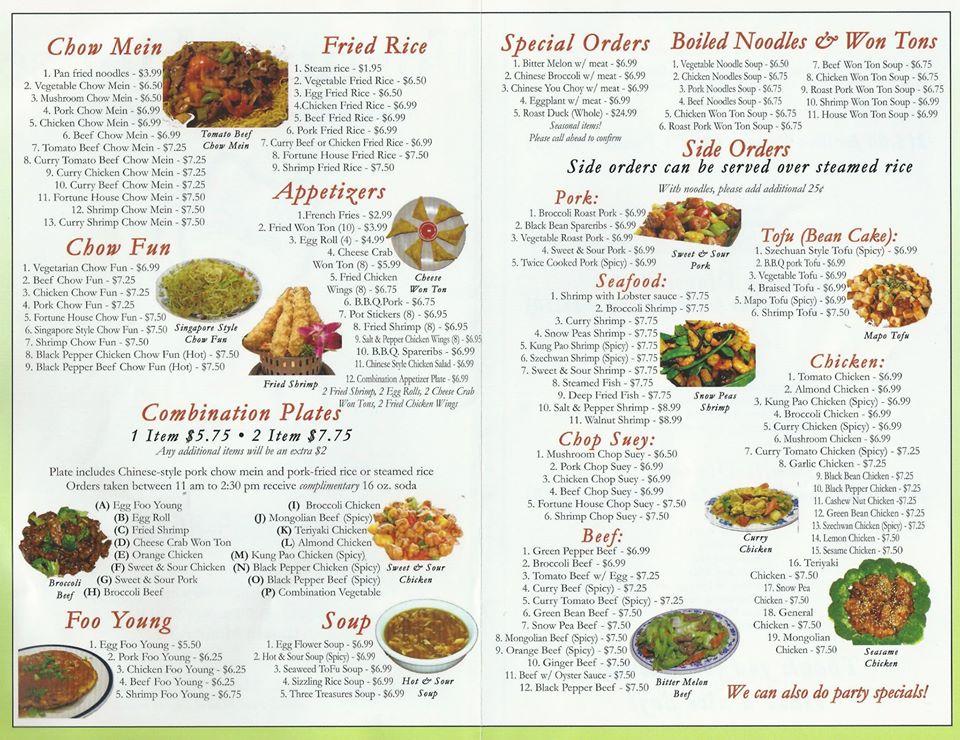 Chow Mein
1. Pan fried noodles - $3.99
2. Vegetable Chow Mein - $6.50
3. Mushroom Chow Mein - $6.50
4. Pork Chow Mein - $6.99
5. Chicken Chow Mein - $6.99
6. Beef Chow Mein - $6.99
7. Tomato Beef Chow Mein - $7.25
8. Curry Tomato Beef Chow Mein - $7.25
9. Curry Chicken Chow Mein - $7.25
10. Curry Beef Chow Mein - $7.25
11. Fortune House Chow Mein - $7.50
12. Shrimp Chow Mein - $7.50
13. Curry Shrimp Chow Mein - $7.50
Tomato Beef
Chow Mein
Fried Rice
1. Steam rice - $1.95
2. Vegetable Fried Rice - $6.50
3. Egg Fried Rice - $6.50
4.Chicken Fried Rice - $6.99
5. Beef Fried Rice - $6.99
6. Pork Fried Rice - $6.99
7. Curry Beef or Chicken Fried Rice - $6.99
8. Fortune House Fried Rice - $7.50
9. Shrimp Fried Rice - $7.50
Appetizers
1.French Fries - $2.99
2. Fried Won Ton (10) - $3.99
3. Egg Roll (4) - $4.99
4. Cheese Crab
Won Ton (8) - $5.99
5. Fried Chicken
Wings (8) - $6.75
6. B.B.Q.Pork - $6.75
7. Pot Stickers (8) - $6.95
8. Fried Shrimp (8) - $6.95
9. Salt & Pepper Chicken Wings (8) - $6.95
10. B.B.Q. Spareribs - $6.99
11. Chinese Style Chicken Salad - $6.99
12. Combination Appetizer Plate - $6.99
2 Fried Shrimp, 2 Egg Rolls, 2 Cheese Crab
Won Tons, 2 Fried Chicken Wings
Cheese
Won Ton
Chow Fun
1. Vegetarian Chow Fun - $6.99
2. Beef Chow Fun - $7.25
3. Chicken Chow Fun - $7.25
4. Pork Chow Fun - $7.25
5. Fortune House Chow Fun - $7.50
6. Singapore Style Chow Fun - $7.50
7. Shrimp Chow Fun - $7.50
8. Black Pepper Chicken Chow Fun (Hot) - $7.50
9. Black Pepper Beef Chow Fun (Hot) - $7.50
Singapore Style
Chow Fun
Fried Shrimp
Combination Plates
1 Item $5.75 • 2 Item $7.75
Any additional items will be an extra $2
Plate includes Chinese-style pork chow mein and pork-fried rice or steamed rice
Orders taken between 11 am to 2:30 pm receive complimentary 16 oz. soda
(A) Egg Foo Young
(B) Egg Roll
(C) Fried Shrimp
(D) Cheese Crab Won Ton
(E) Orange Chicken
(F) Sweet & Sour Chicken
(G) Sweet & Sour Pork
(H) Broccoli Beef
(I) Broccoli Chicken
(J) Mongolian Beef (Spicy)
(K) Teriyaki Chicken
(L) Almond Chicken
(M) Kung Pao Chicken (Spicy)
(N) Black Pepper Chicken (Spicy)
(O) Black Pepper Beef (Spicy)
(P) Combination Vegetable
Broccoli
Beef
Sweet & Sour
Chicken
Foo Young
1. Egg Foo Young - $5.50
2. Pork Foo Young - $6.25
3. Chicken Foo Young - $6.25
4. Beef Foo Young - $6.25
5. Shrimp Foo Young - $6.75
Soup
1. Egg Flower Soup - $6.99
2. Hot & Sour Soup (Spicy) - $6.99
3. Seaweed ToFu Soup - $6.99
4. Sizzling Rice Soup - $6.99
5. Three Treasures Soup - $6.99
Hot & Sour
Soup
Special Orders
1. Bitter Melon w/ meat - $6.99
2. Chinese Broccoli w/ meat - $6.99
3. Chinese You Choy w/ meat - $6.99
4. Eggplant w/ meat - $6.99
5. Roast Duck (Whole) - $24.99
Seasonal items!
Please call ahead to confirm
Boiled Noodles & Won Tons
1. Vegetable Noodle Soup - $6.50
2. Chicken Noodles Soup - $6.75
3. Pork Noodles Soup - $6.75
4. Beef Noodles Soup - $6.75
5. Chicken Won Ton Soup - $6.75
6. Roast Pork Won Ton Soup - $6.75
7. Beef Won Ton Soup - $6.75
8. Chicken Won Ton Soup - $6.75
9. Roast Pork Won Ton Soup - $6.75
10. Shrimp Won Ton Soup - $6.99
11. House Won Ton Soup - $6.99
Side Orders
Side orders can be served over steamed rice
With noodles, please add additional 25¢
Pork:
1. Broccoli Roast Pork - $6.99
2. Black Bean Spareribs - $6.99
3. Vegetable Roast Pork - $6.99
4. Sweet & Sour Pork - $6.99
5. Twice Cooked Pork (Spicy) - $6.99
Sweet & Sour
Pork
Seafood:
1. Shrimp with Lobster sauce - $7.75
2. Broccoli Shrimp - $7.75
3. Curry Shrimp - $7.75
4. Snow Peas Shrimp - $7.75
5. Kung Pao Shrimp (Spicy) - $7.75
6. Szechwan Shrimp (Spicy) - $7.75
7. Sweet & Sour Shrimp - $7.75
8. Steamed Fish - $7.75
9. Deep Fried Fish - $7.75
10. Salt & Pepper Shrimp - $8.99
11. Walnut Shrimp - $8.99
Snow Peas
Shrimp
Chop Suey:
1. Mushroom Chop Suey - $6.50
2. Pork Chop Suey - $6.99
3. Chicken Chop Suey - $6.99
4. Beef Chop Suey - $6.99
5. Fortune House Chop Suey - $7.50
6. Shrimp Chop Suey - $7.50
Beef:
1. Green Pepper Beef - $6.99
2. Broccoli Beef - $6.99
3. Tomato Beef w/ Egg - $7.25
4. Curry Beef (Spicy) - $7.25
5. Curry Tomato Beef (Spicy) - $7.25
6. Green Bean Beef - $7.50
7. Snow Pea Beef - $7.50
8. Mongolian Beef (Spicy) - $7.50
9. Orange Beef (Spicy) - $7.50
10. Ginger Beef - $7.50
11. Beef w/ Oyster Sauce - $7.50
12. Black Pepper Beef - $7.50
Bitter Melon
Beef
Tofu (Bean Cake):
1. Szechuan Style Tofu (Spicy) - $6.99
2. B.B.Q pork Tofu - $6.99
3. Vegetable Tofu - $6.99
4. Braised Tofu - $6.99
5. Mapo Tofu (Spicy) - $6.99
6. Shrimp Tofu - $7.50
Mapo Tofu
Chicken:
1. Tomato Chicken - $6.99
2. Almond Chicken - $6.99
3. Kung Pao Chicken (Spicy) - $6.99
4. Broccoli Chicken - $6.99
5. Curry Chicken (Spicy) - $6.99
6. Mushroom Chicken - $6.99
7. Curry Tomato Chicken (Spicy) - $7.25
8. Garlic Chicken - $7.25
9. Black Bean Chicken - $7.25
10. Black Pepper Chicken - $7.25
11. Cashew Nut Chicken - $7.25
12. Green Bean Chicken - $7.25
13. Szechwan Chicken (Spicy) - $7.25
14. Lemon Chicken - $7.50
15. Sesame Chicken - $7.50
16. Teriyaki
Chicken - $7.50
17. Snow Pea
Chicken - $7.50
18. General
Chicken - $7.50
19. Mongolian
Chicken - $7.50
Curry
Chicken
Seasame
Chicken
We can also do party specials!